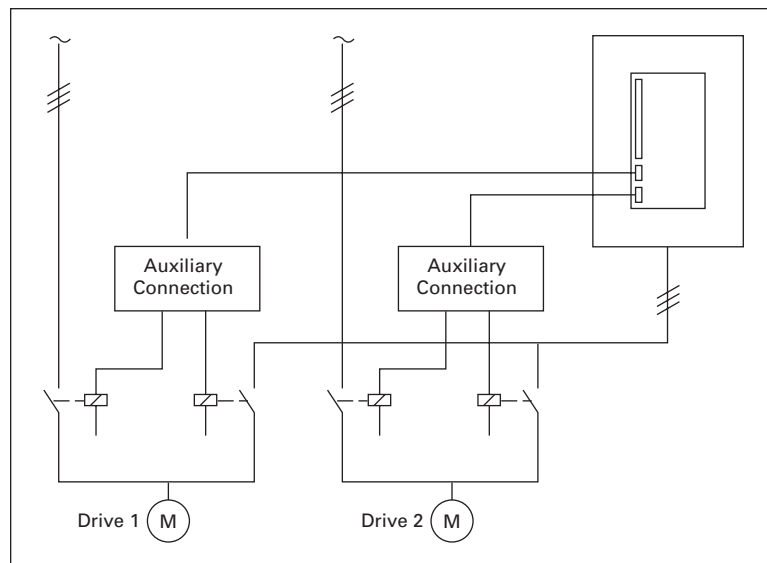 Auxiliary
Connection
Auxiliary
Connection
Drive 1
M
Drive 2
M